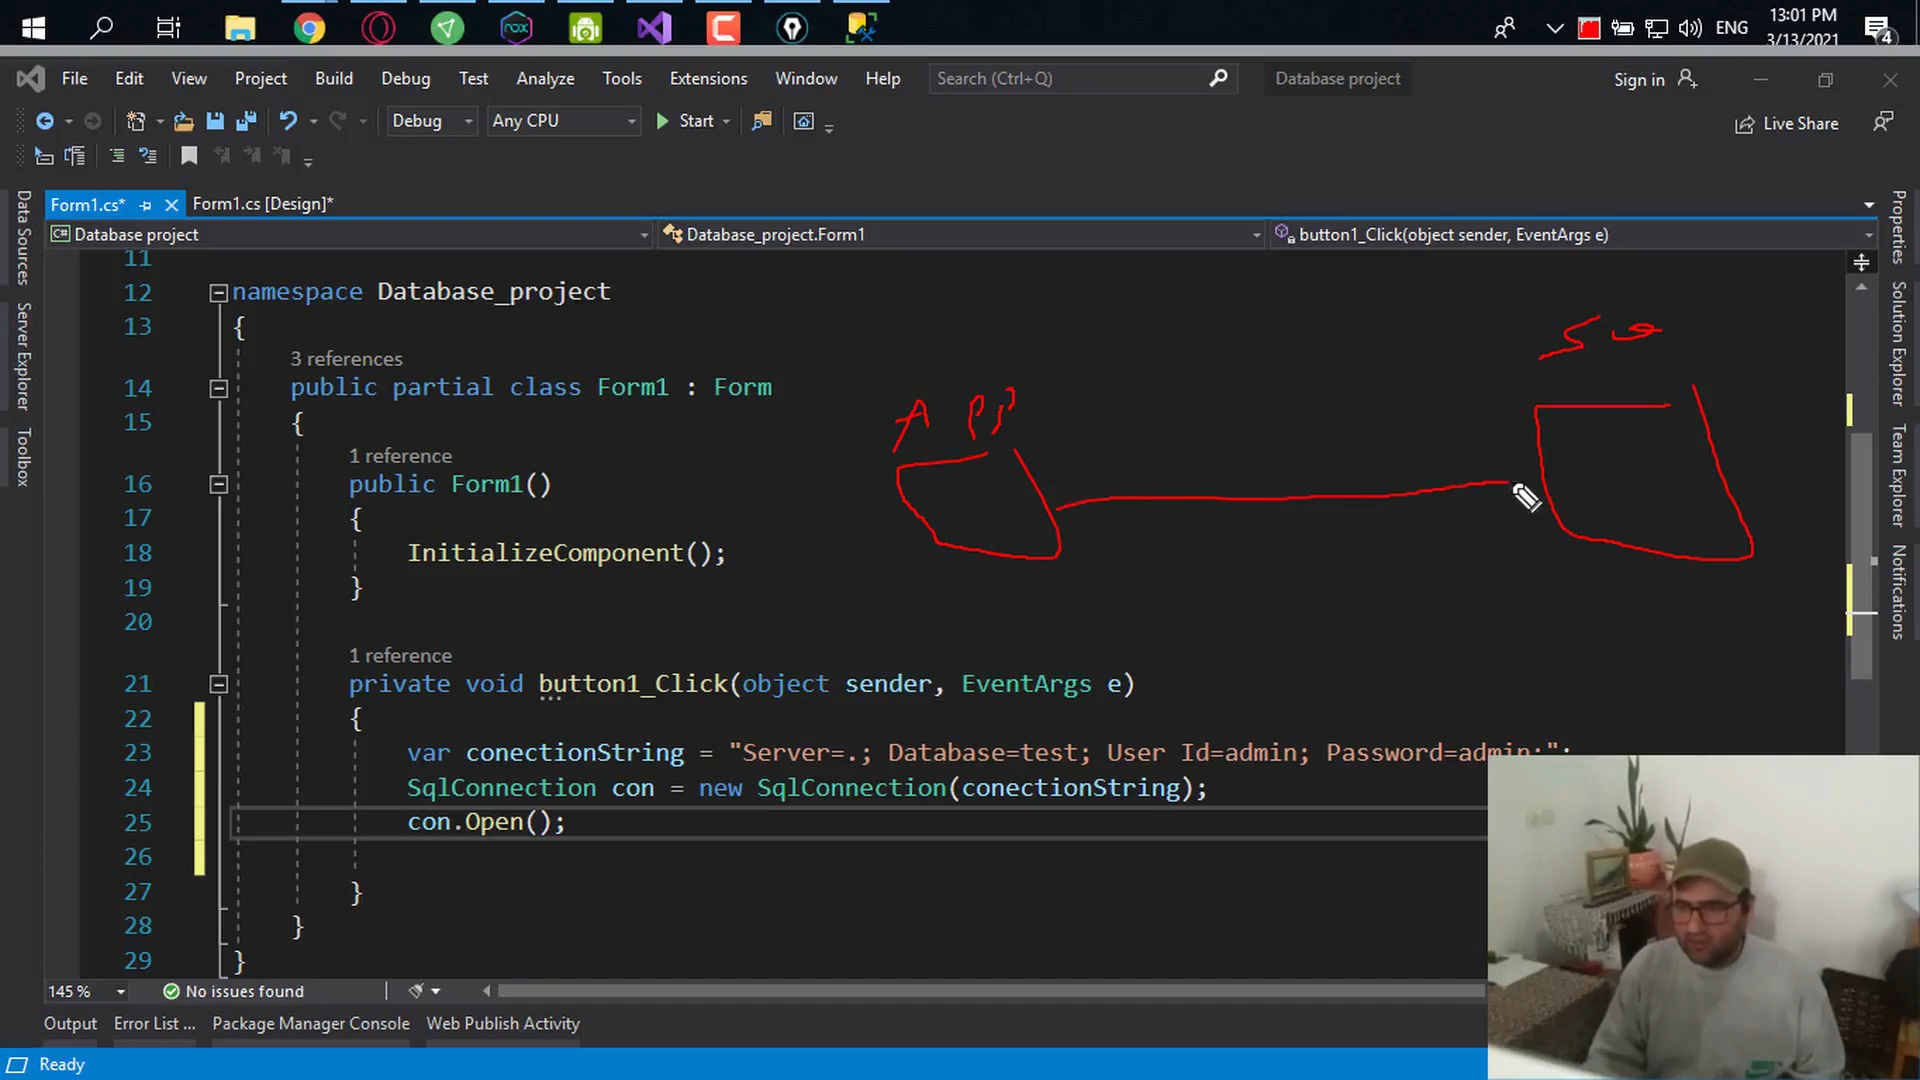 ENG
13:01 PM
3/13/2021
4
File Edit View Project Build Debug Test Analyze Tools Extensions Window Help
Search (Ctrl+Q)
Database project
Sign in
Debug
Any CPU
Start
Live Share
Form1.cs*
Form1.cs [Design]*
C# Database project
Database_project.Form1
button1_Click(object sender, EventArgs e)
Data Sources
Server Explorer
Toolbox
11
12 namespace Database_project
13 {
3 references
14 public partial class Form1 : Form
15 {
1 reference
16 public Form1()
17 {
18 InitializeComponent();
19 }
20
1 reference
21 private void button1_Click(object sender, EventArgs e)
22 {
23 var conectionString = "Server=.; Database=test; User Id=admin; Password=admin;";
24 SqlConnection con = new SqlConnection(conectionString);
25 con.Open();
26
27 }
28 }
29 }
APP
Properties
Solution Explorer
Team Explorer
Notifications
145 %
No issues found
Output
Error List ...
Package Manager Console
Web Publish Activity
Ready